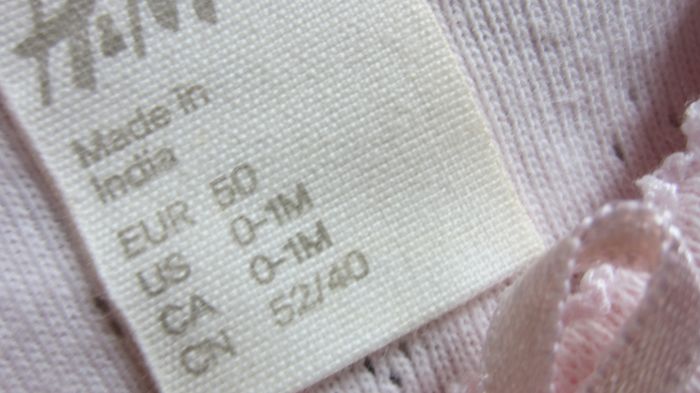 H&M
Made in
India
EUR 50
US 0-1M
CA 0-1M
CN 52/40